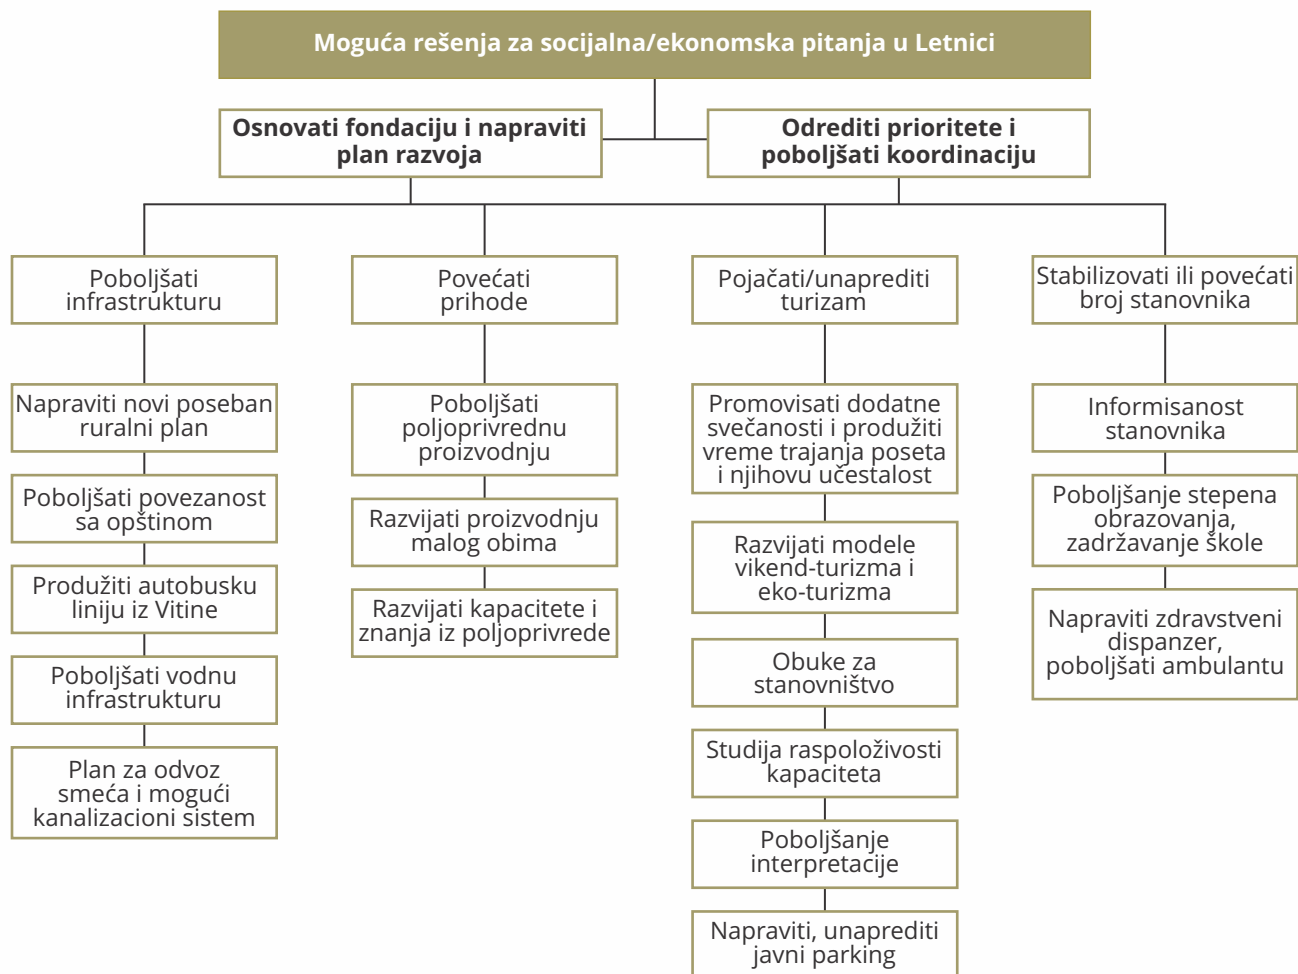 Moguća rešenja za socijalna/ekonomska pitanja u Letnici
Osnovati fondaciju i napraviti
plan razvoja
Odrediti prioritete i
poboljšati koordinaciju
Poboljšati
infrastrukturu
Napraviti novi poseban
ruralni plan
Poboljšati povezanost
sa opštinom
Produžiti autobusku
liniju iz Vitine
Poboljšati vodnu
infrastrukturu
Plan za odvoz
smeća i mogući
kanalizacioni sistem
Povećati
prihode
Poboljšati
poljoprivrednu
proizvodnju
Razvijati proizvodnju
malog obima
Razvijati kapacitete i
znanja iz poljoprivrede
Pojačati/unaprediti
turizam
Promovisati dodatne
svečanosti i produžiti
vreme trajanja poseta
i njihovu učestalost
Razvijati modele
vikend-turizma i
eko-turizma
Obuke za
stanovništvo
Studija raspoloživosti
kapaciteta
Poboljšanje
interpretacije
Napraviti, unaprediti
javni parking
Stabilizovati ili povećati
broj stanovnika
Informisanost
stanovnika
Poboljšanje stepena
obrazovanja,
zadržavanje škole
Napraviti zdravstveni
dispanzer,
poboljšati ambulantu